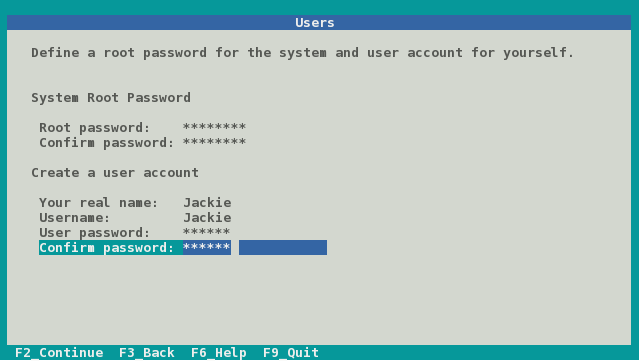 Users
Define a root password for the system and user account for yourself.
System Root Password
Root password: ********
Confirm password: ********
Create a user account
Your real name: Jackie
Username: Jackie
User password: ******
Confirm password: ******
F2_Continue F3_Back F6_Help F9_Quit